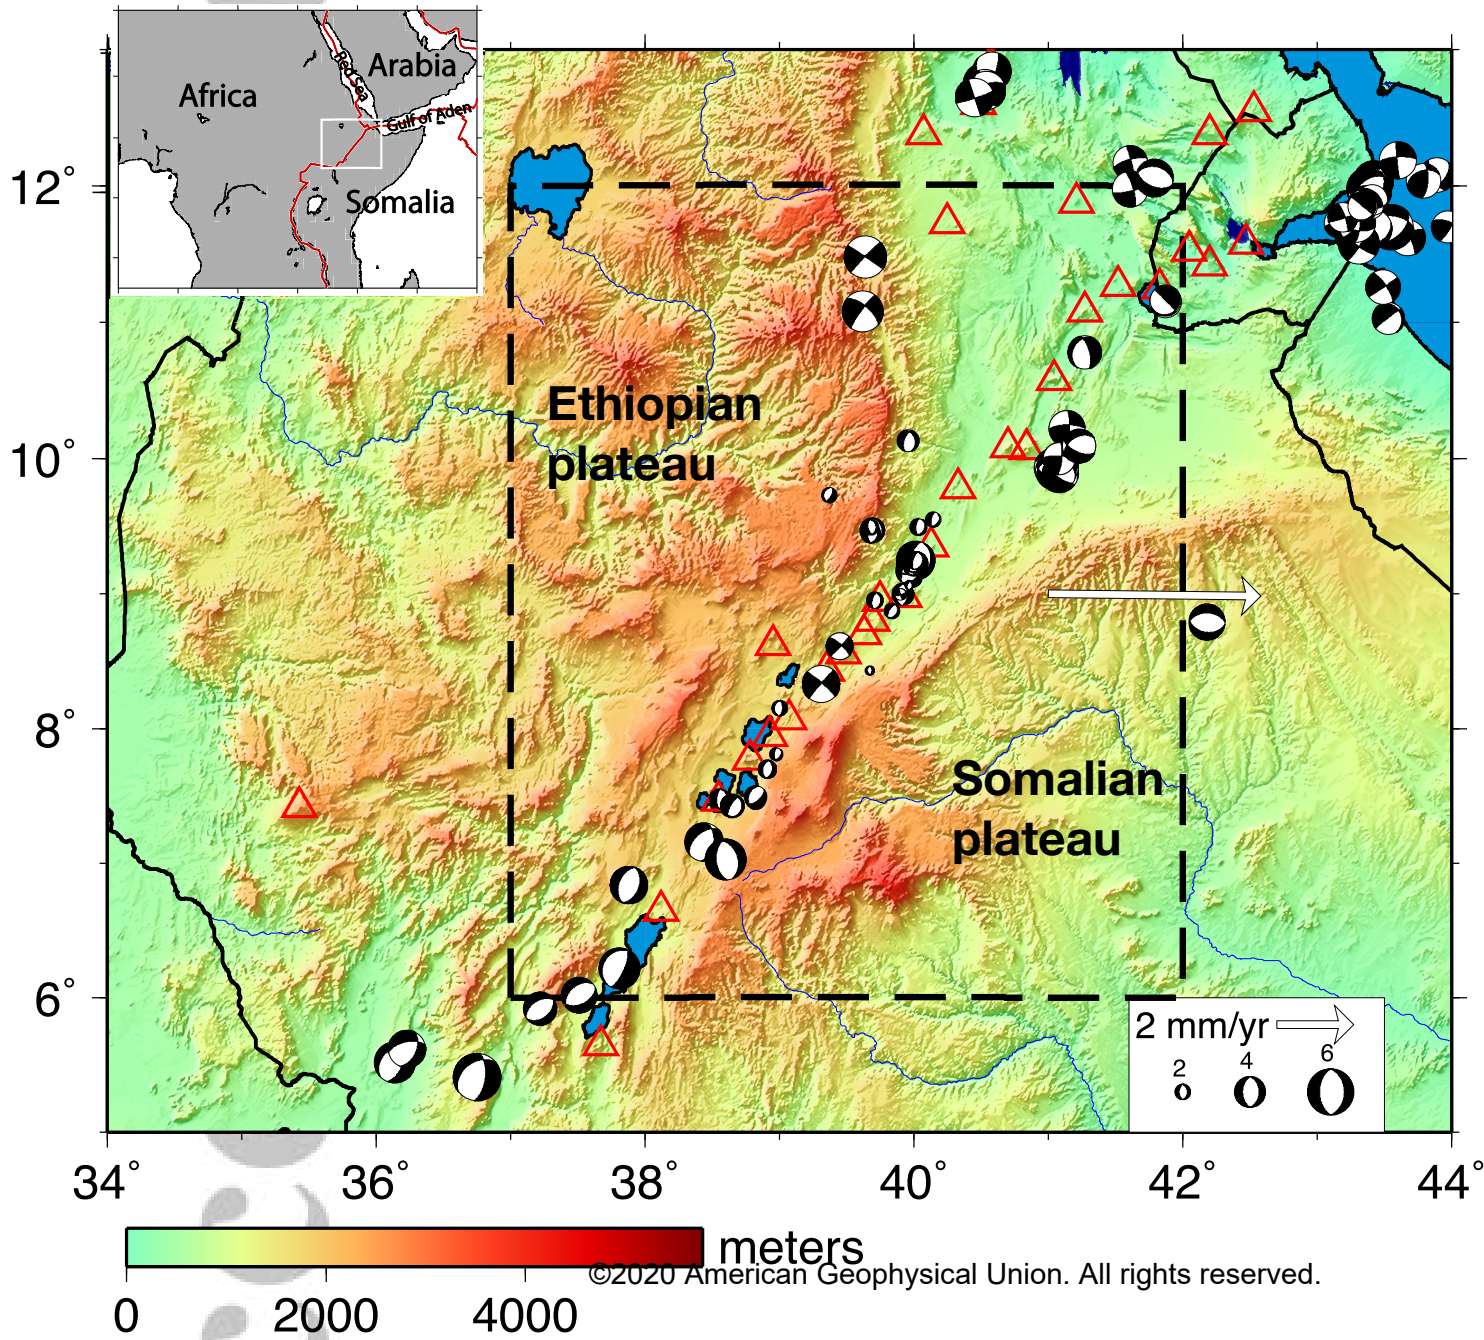 Africa
Arabia
Red Sea
Gulf of Aden
Somalia
12°
10°
8°
6°
Ethiopian
plateau
Somalian
plateau
2 mm/yr
2 4 6
34° 36° 38° 40° 42° 44°
meters
©2020 American Geophysical Union. All rights reserved.
0 2000 4000